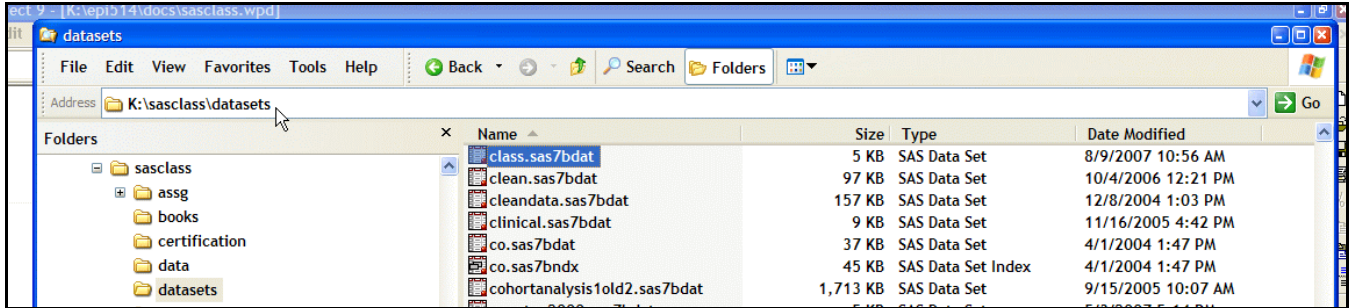 ect 9 - [K:\epi514\docs\sasclass.wpd]
dit
datasets
File Edit View Favorites Tools Help Back Search Folders
Address K:\sasclass\datasets Go
Folders × Name Size Type Date Modified
sasclass class.sas7bdat 5 KB SAS Data Set 8/9/2007 10:56 AM
assg clean.sas7bdat 97 KB SAS Data Set 10/4/2006 12:21 PM
cleandata.sas7bdat 157 KB SAS Data Set 12/8/2004 1:03 PM
books clinical.sas7bdat 9 KB SAS Data Set 11/16/2005 4:42 PM
certification co.sas7bdat 37 KB SAS Data Set 4/1/2004 1:47 PM
data co.sas7bndx 45 KB SAS Data Set Index 4/1/2004 1:47 PM
datasets cohortanalysis1old2.sas7bdat 1,713 KB SAS Data Set 9/15/2005 10:07 AM